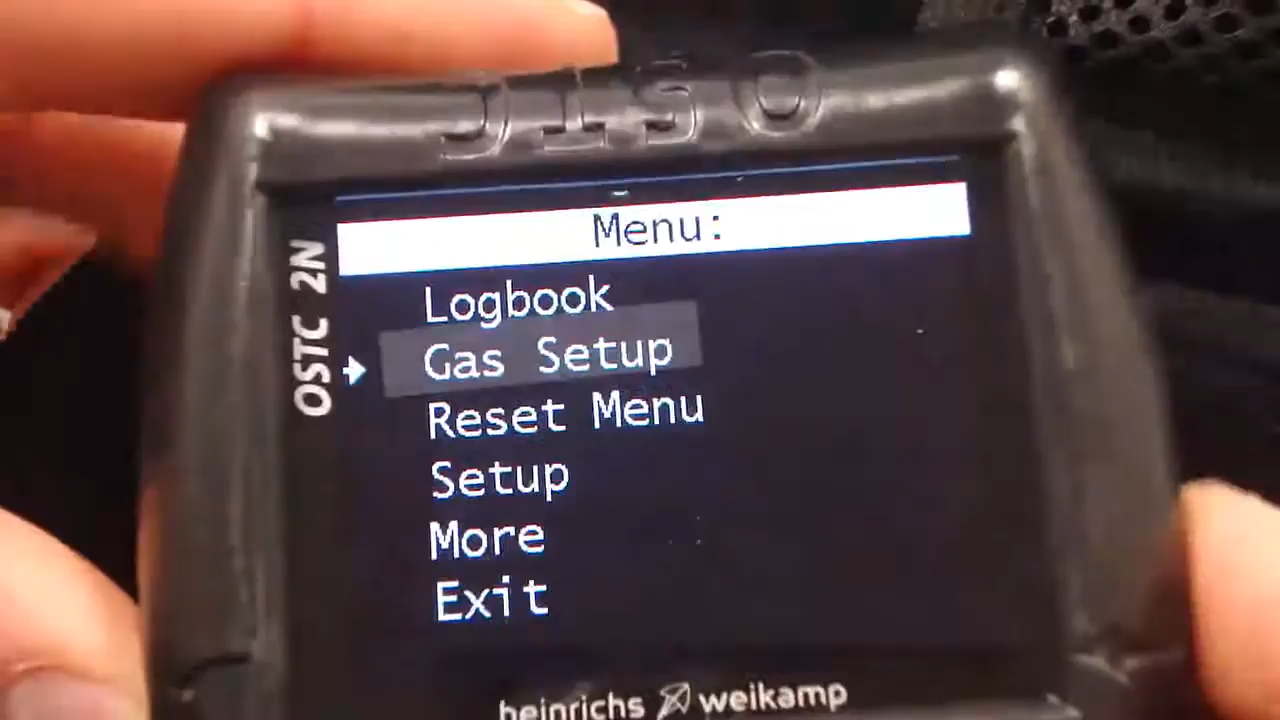 OSTC
OSTC 2N
Menu:
Logbook
Gas Setup
Reset Menu
Setup
More
Exit
heinrichs weikamp